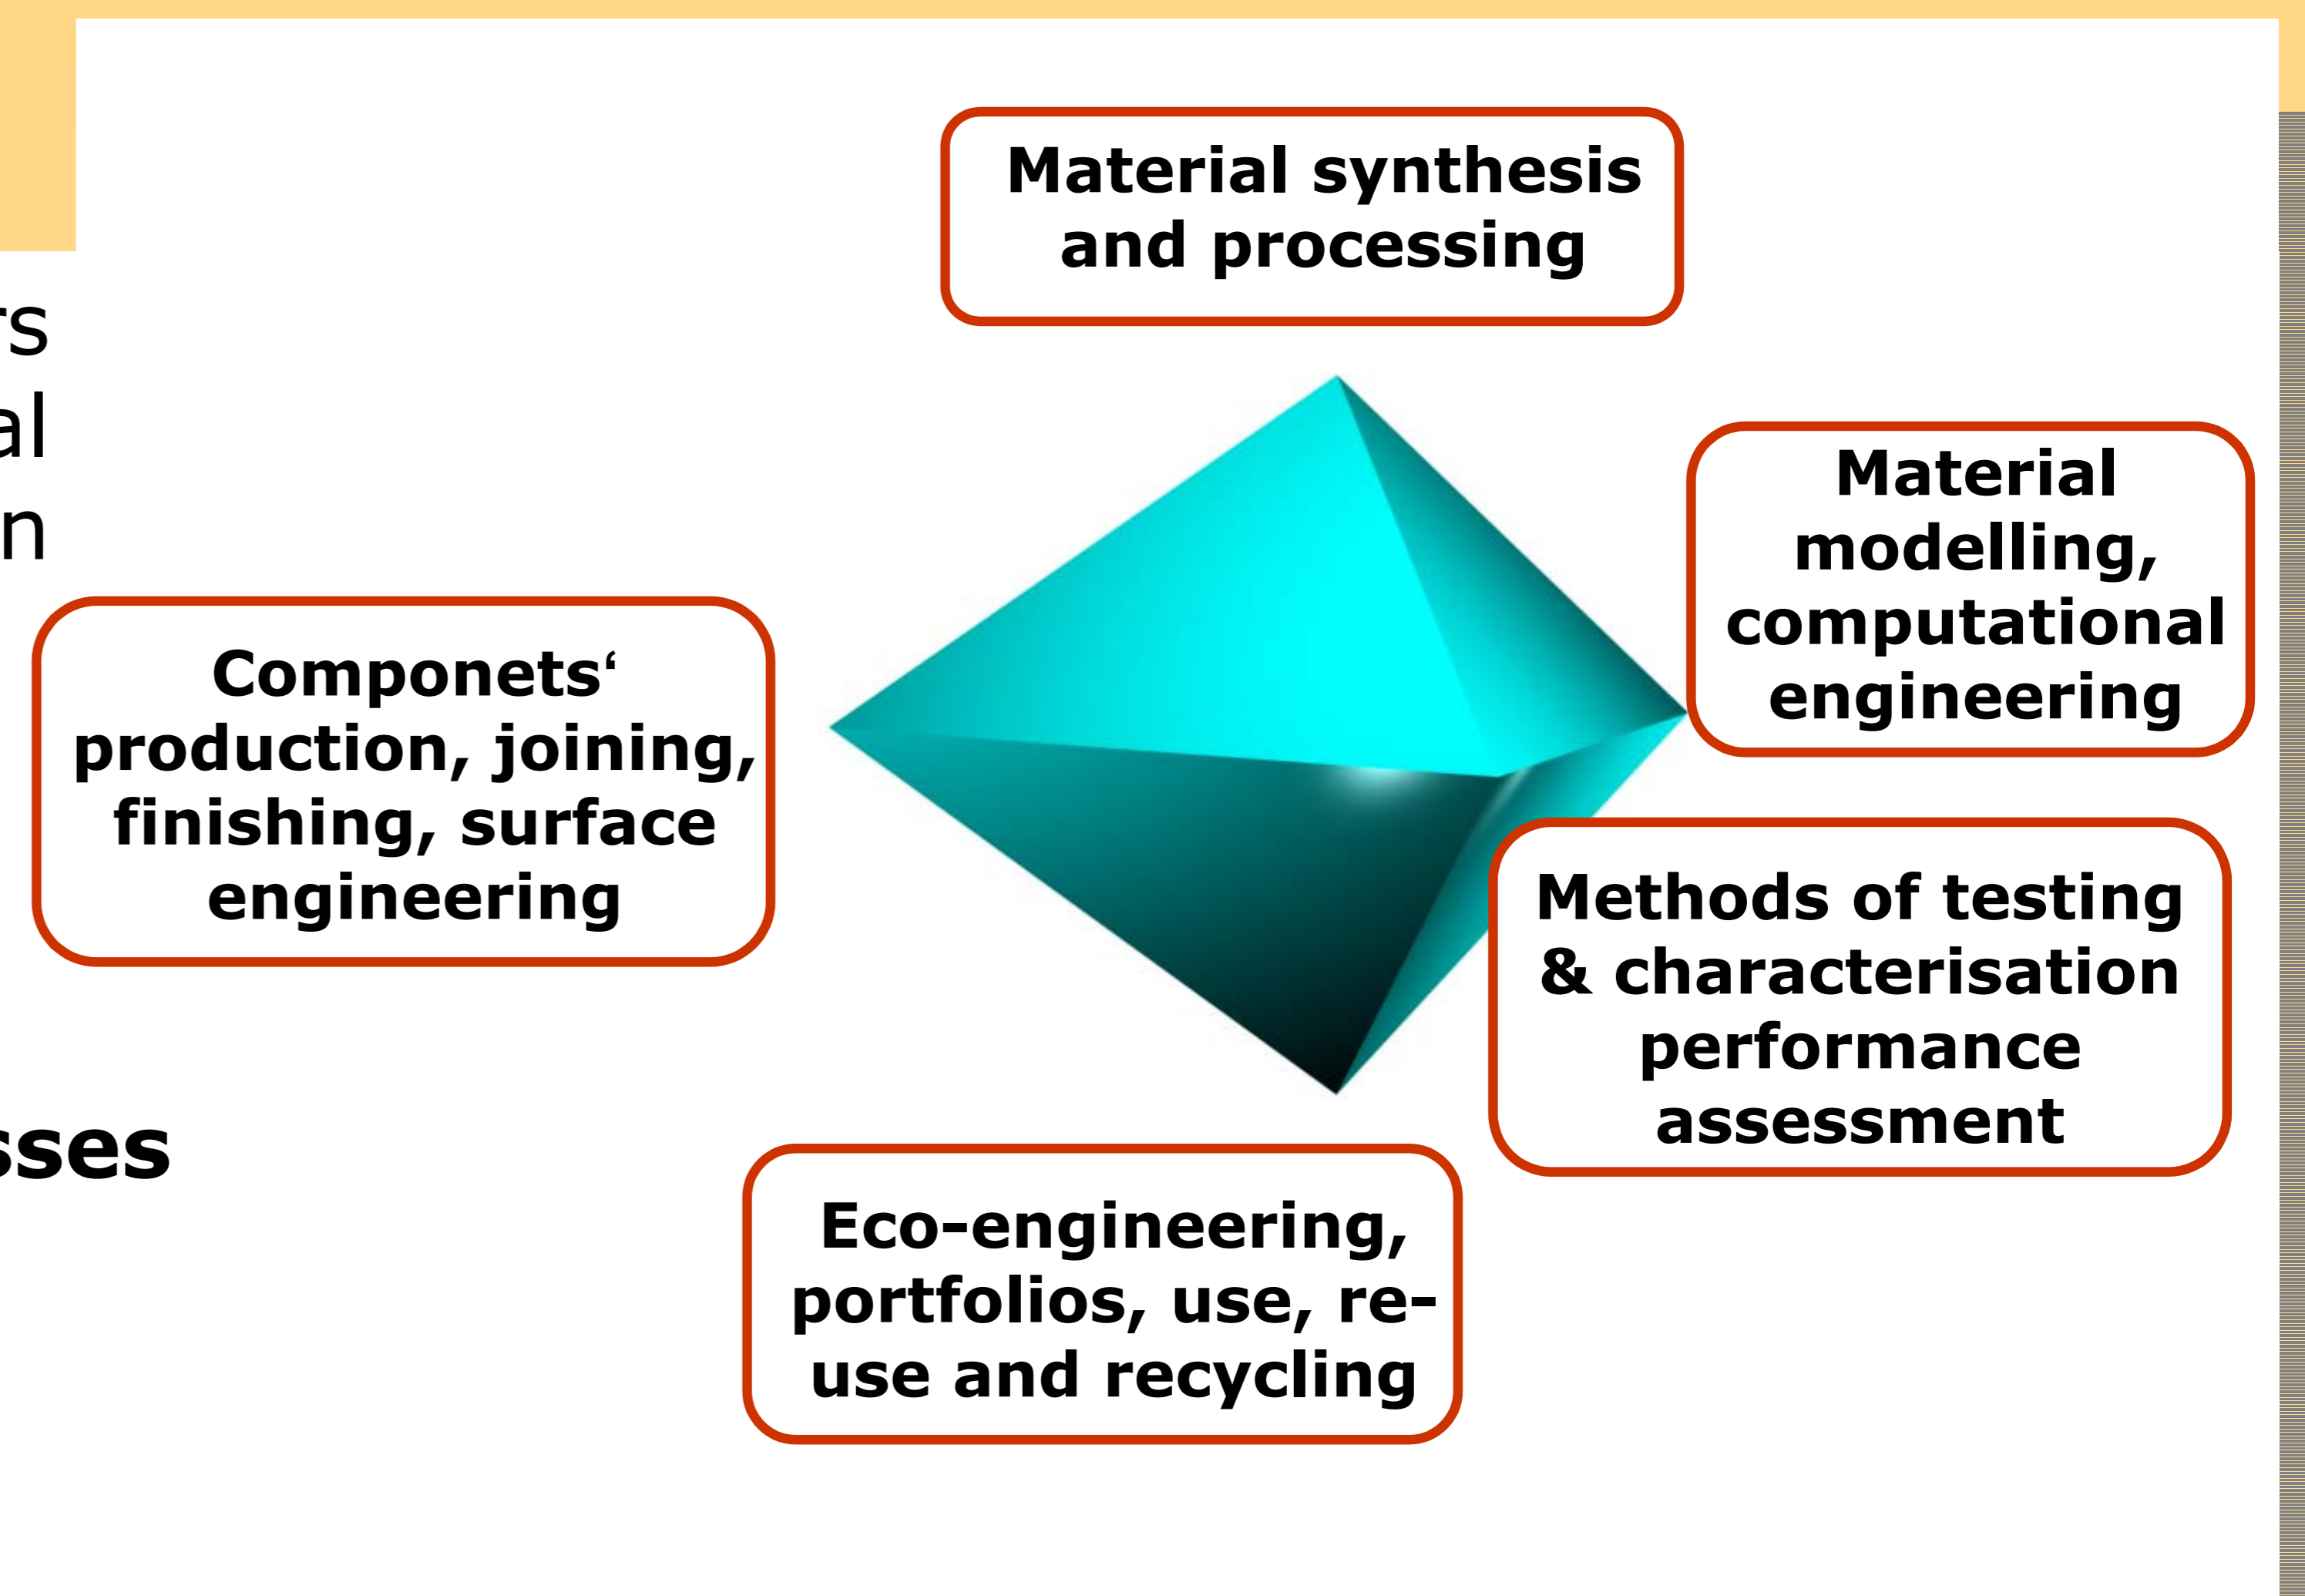 Material synthesis
and processing
Material
modelling,
computational
engineering
Componets‘
production, joining,
finishing, surface
engineering
Methods of testing
& characterisation
performance
assessment
Eco-engineering,
portfolios, use, re-
use and recycling